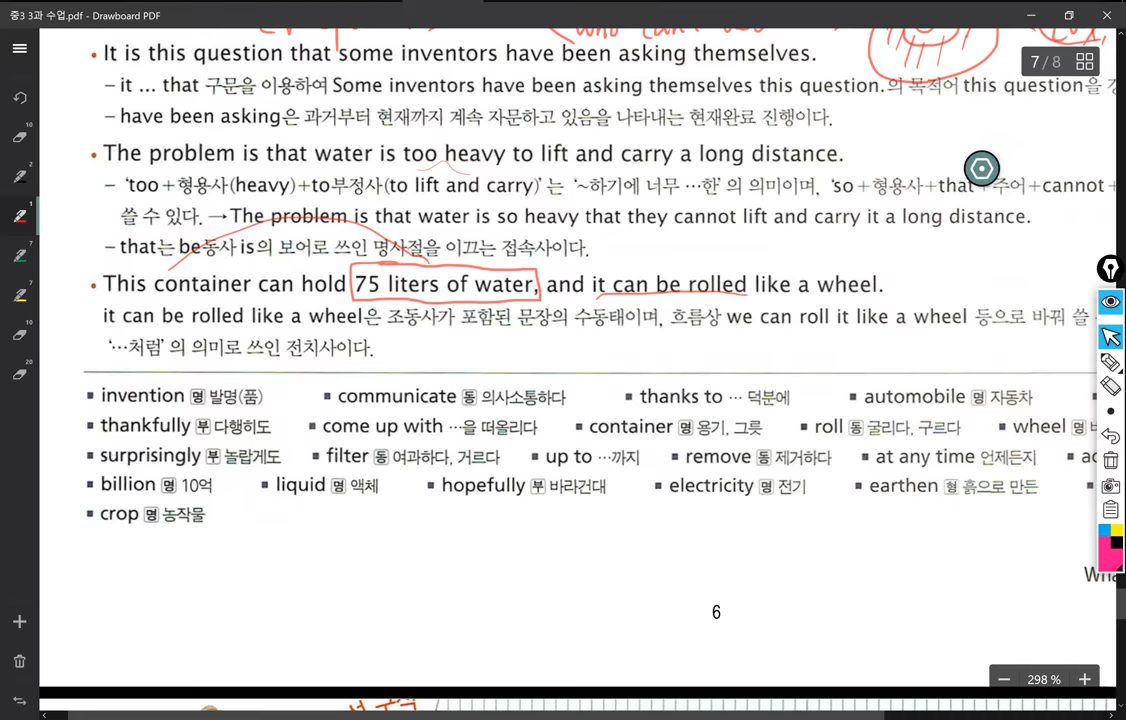 중3 3과 수업.pdf - Drawboard PDF
7 / 8
• It is this question that some inventors have been asking themselves.
– it ... that 구문을 이용하여 Some inventors have been asking themselves this question.의 목적어 this question을
– have been asking은 과거부터 현재까지 계속 자문하고 있음을 나타내는 현재완료 진행이다.
• The problem is that water is too heavy to lift and carry a long distance.
– ‘too+형용사(heavy)+to부정사(to lift and carry)’는 ‘~하기에 너무 …한’의 의미이며, ‘so+형용사+that+주어+cannot+
쓸 수 있다. → The problem is that water is so heavy that they cannot lift and carry it a long distance.
– that는 be동사 is의 보어로 쓰인 명사절을 이끄는 접속사이다.
• This container can hold 75 liters of water, and it can be rolled like a wheel.
it can be rolled like a wheel은 조동사가 포함된 문장의 수동태이며, 흐름상 we can roll it like a wheel 등으로 바꿔 쓸
‘…처럼’의 의미로 쓰인 전치사이다.
▪ invention 명 발명(품) ▪ communicate 동 의사소통하다 ▪ thanks to … 덕분에 ▪ automobile 명 자동차
▪ thankfully 부 다행히도 ▪ come up with …을 떠올리다 ▪ container 명 용기, 그릇 ▪ roll 동 굴리다, 구르다 ▪ wheel 명
▪ surprisingly 부 놀랍게도 ▪ filter 동 여과하다, 거르다 ▪ up to …까지 ▪ remove 동 제거하다 ▪ at any time 언제든지
▪ billion 명 10억 ▪ liquid 명 액체 ▪ hopefully 부 바라건대 ▪ electricity 명 전기 ▪ earthen 형 흙으로 만든
▪ crop 명 농작물
6
298 %